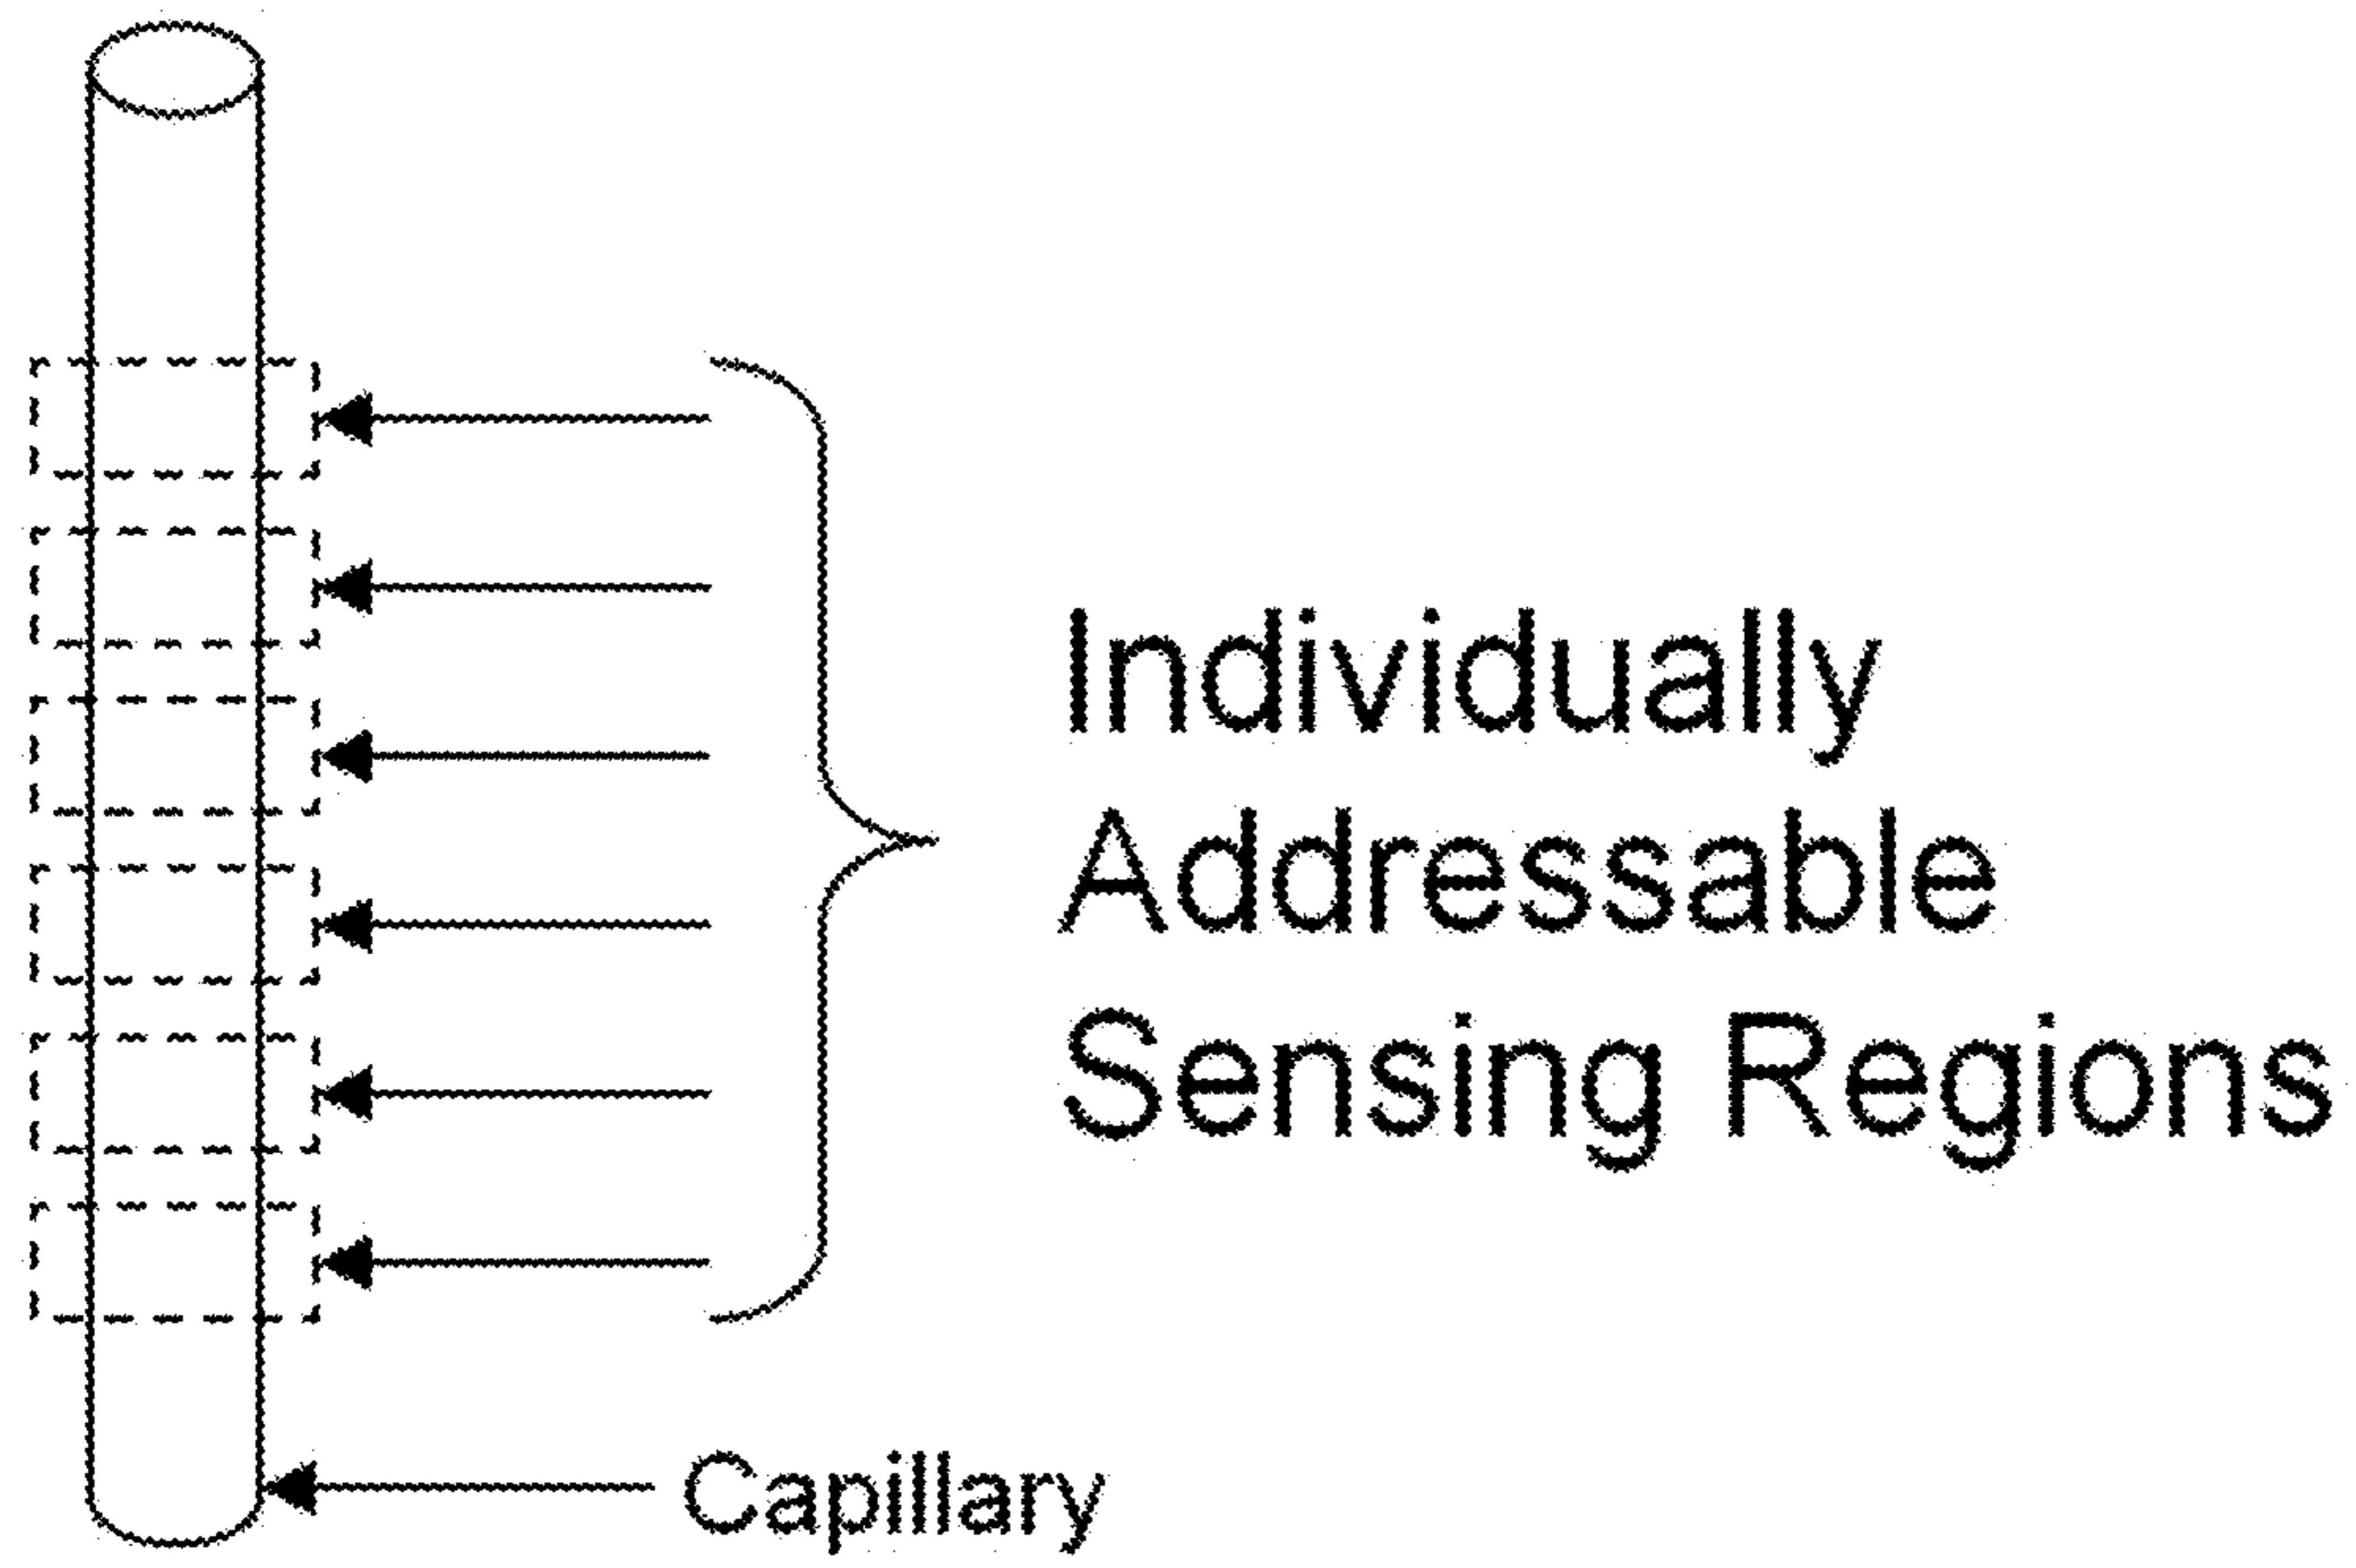 Individually
Addressable
Sensing Regions
Capillary